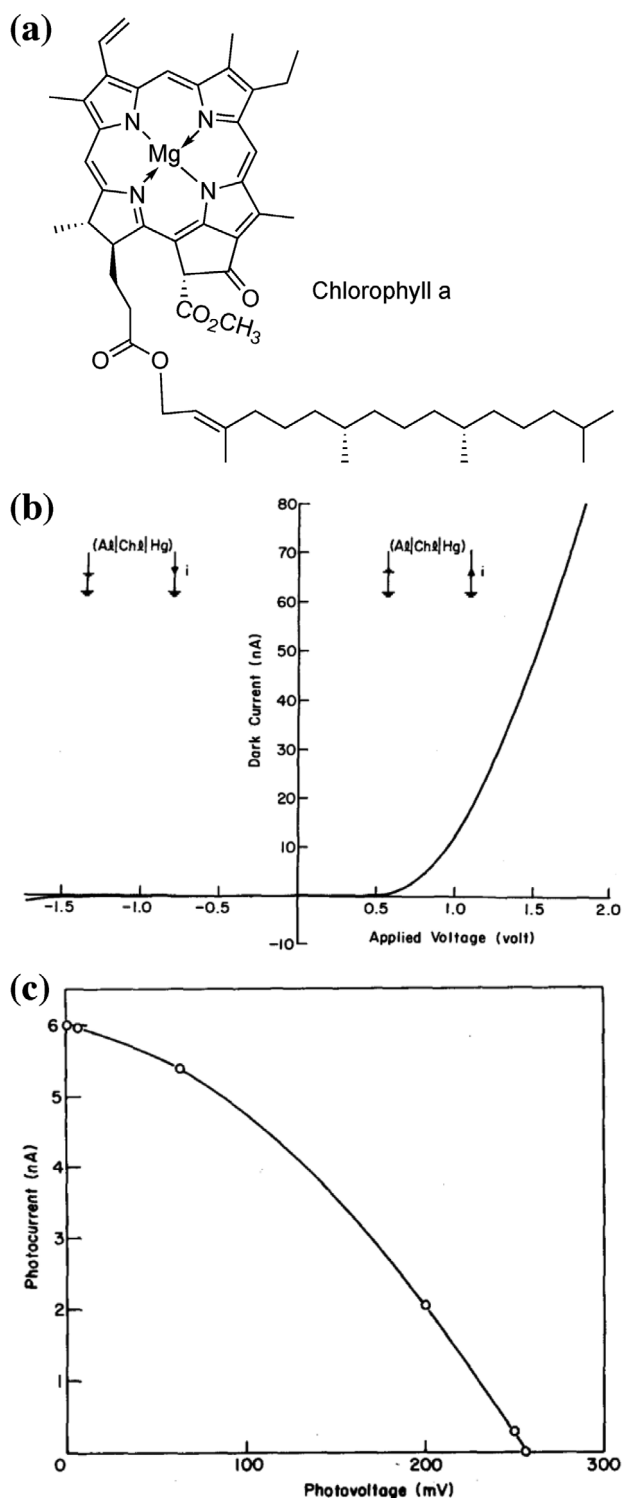 (a)
N
N
Mg
N
N
O
CO2CH3
Chlorophyll a
O
O
(b)
80
70
60
50
40
30
20
10
-10
Dark Current (nA)
(Al|Chl|Hg)
i
(Al|Chl|Hg)
i
-1.5
-1.0
-0.5
0.5
1.0
1.5
2.0
Applied Voltage (volt)
(c)
6
5
4
3
2
1
Photocurrent (nA)
0
100
200
300
Photovoltage (mV)